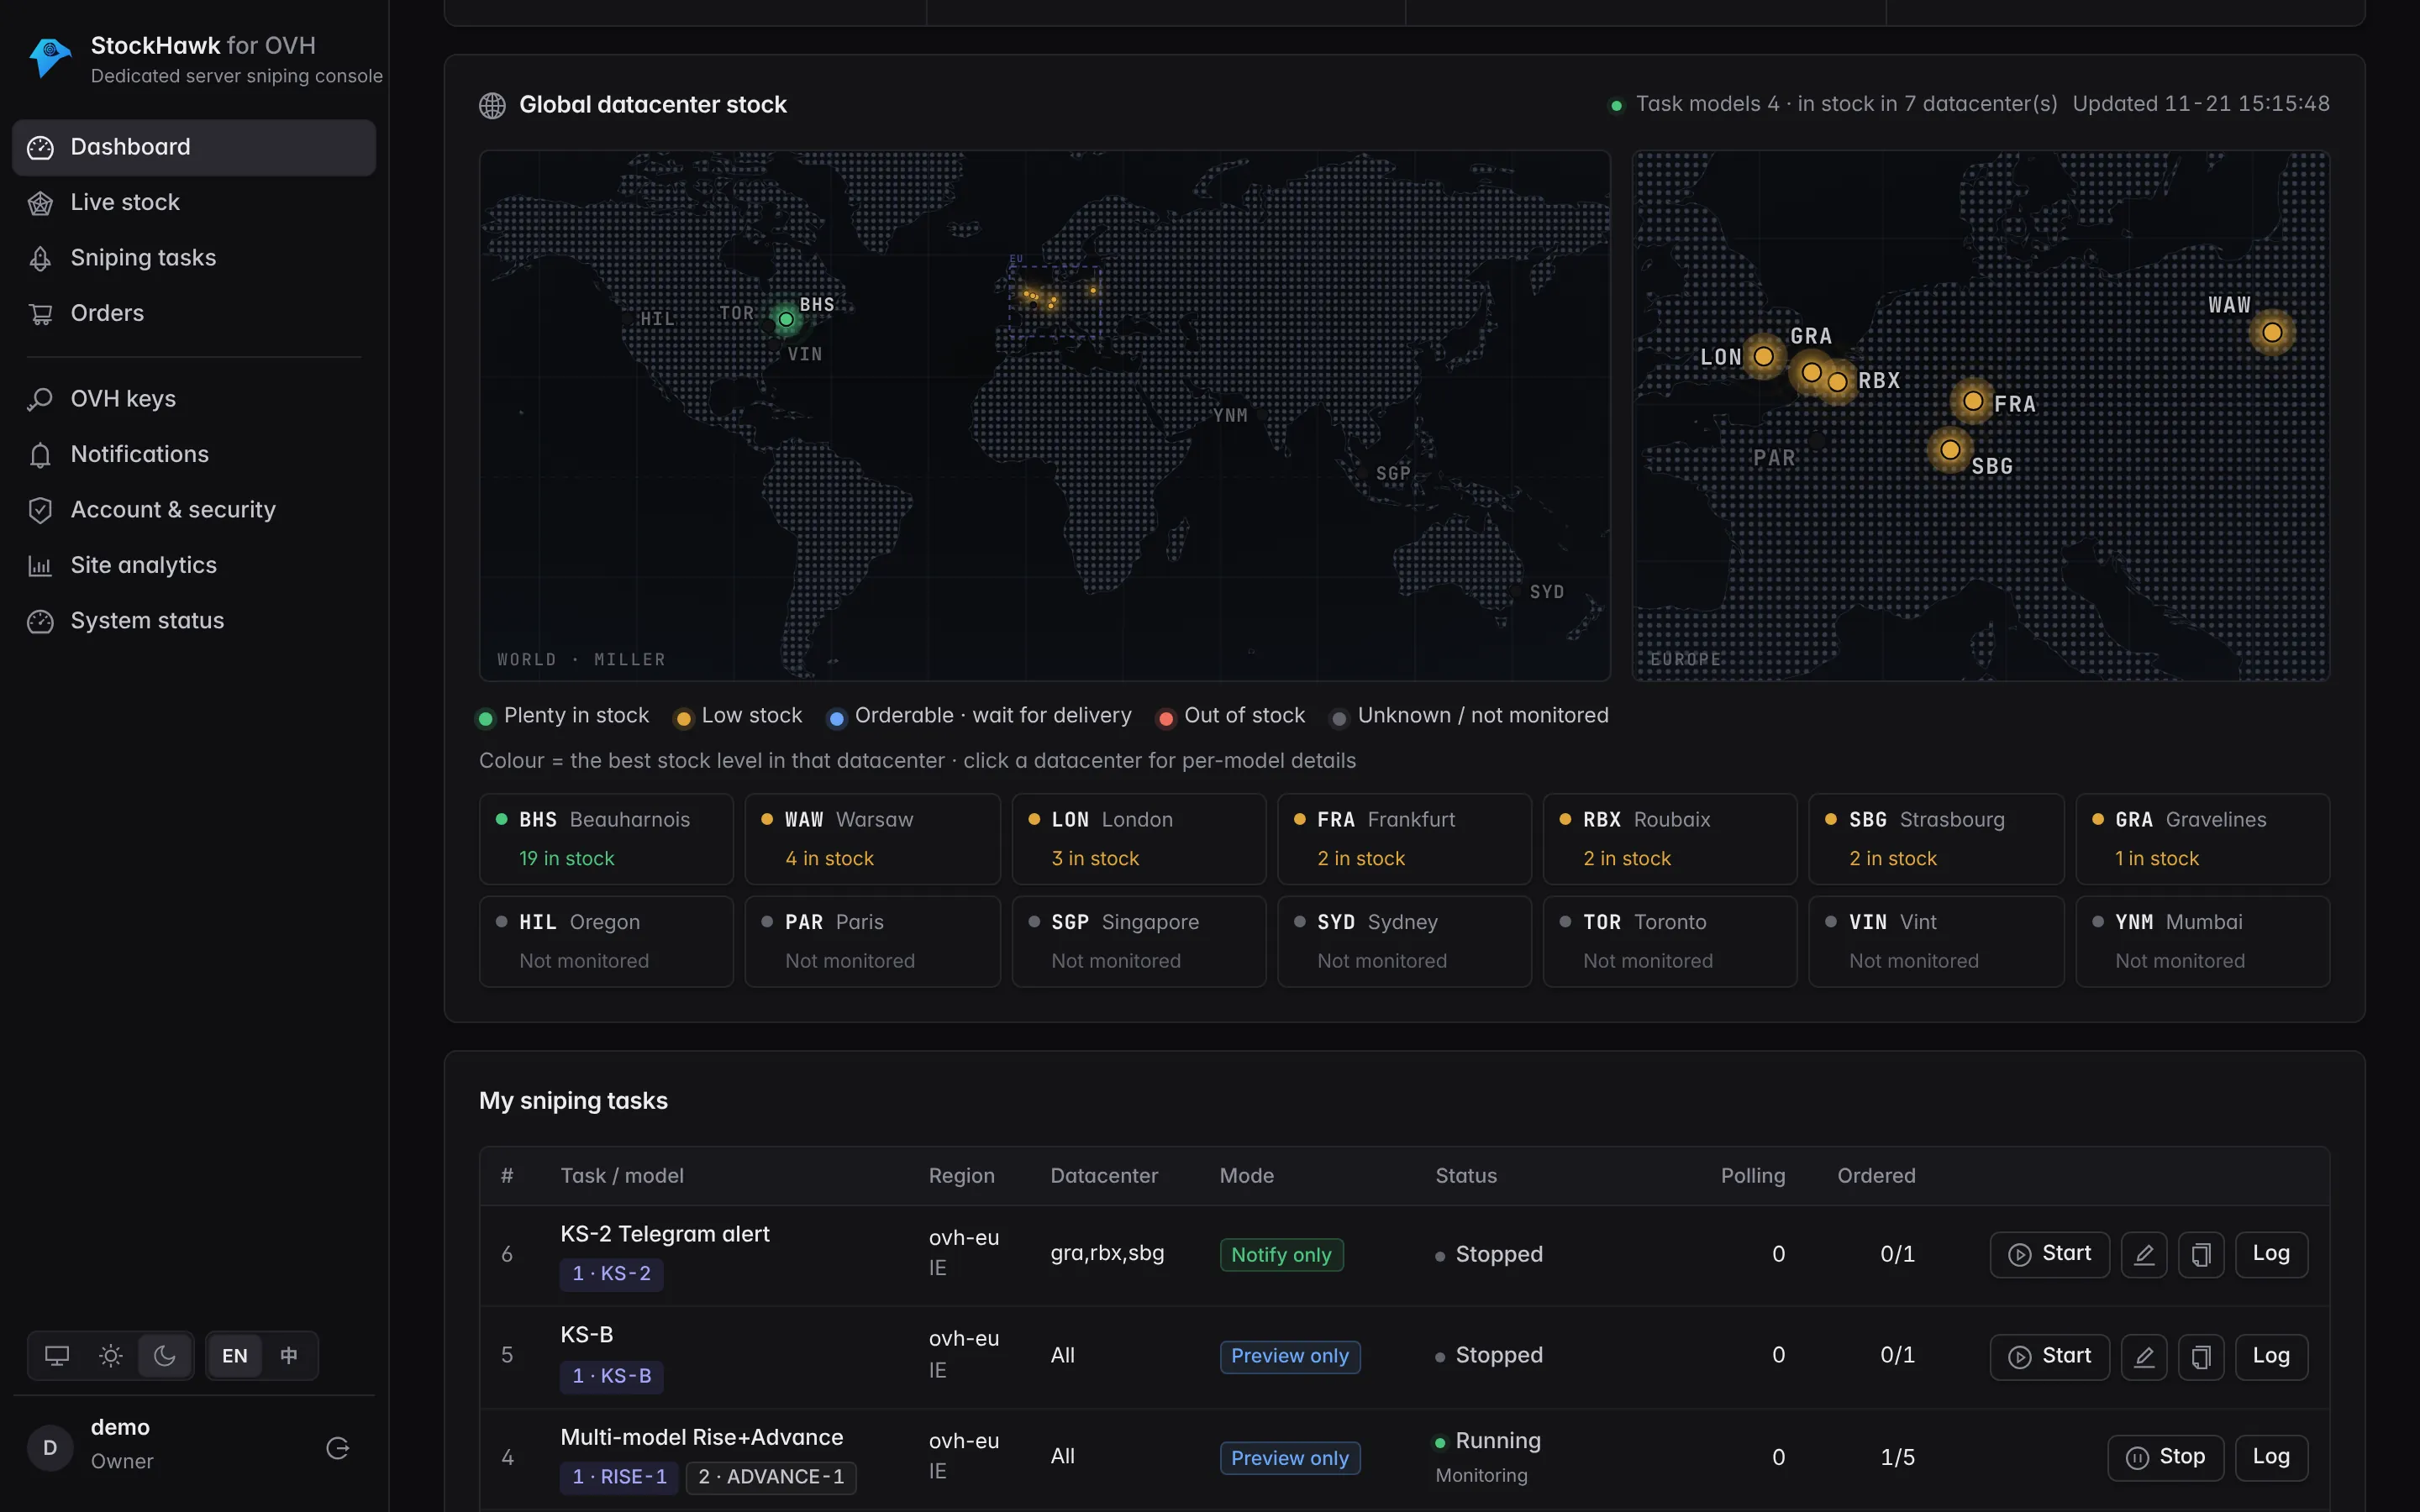 StockHawk for OVH
Dedicated server sniping console
Dashboard
Live stock
Sniping tasks
Orders
OVH keys
Notifications
Account & security
Site analytics
System status
EN 中
D
demo
Owner
Global datacenter stock
Task models 4 · in stock in 7 datacenter(s) Updated 11-21 15:15:48
EU
HIL
TOR
BHS
VIN
YNM
SGP
SYD
WORLD · MILLER
WAW
GRA
LON
RBX
FRA
PAR
SBG
EUROPE
Plenty in stock Low stock Orderable · wait for delivery Out of stock Unknown / not monitored
Colour = the best stock level in that datacenter · click a datacenter for per-model details
BHS Beauharnois
19 in stock
WAW Warsaw
4 in stock
LON London
3 in stock
FRA Frankfurt
2 in stock
RBX Roubaix
2 in stock
SBG Strasbourg
2 in stock
GRA Gravelines
1 in stock
HIL Oregon
Not monitored
PAR Paris
Not monitored
SGP Singapore
Not monitored
SYD Sydney
Not monitored
TOR Toronto
Not monitored
VIN Vint
Not monitored
YNM Mumbai
Not monitored
My sniping tasks
# Task / model Region Datacenter Mode Status Polling Ordered
6 KS-2 Telegram alert ovh-eu gra,rbx,sbg Notify only Stopped 0 0/1 Start Log
1 · KS-2 IE
5 KS-B ovh-eu All Preview only Stopped 0 0/1 Start Log
1 · KS-B IE
4 Multi-model Rise+Advance ovh-eu All Preview only Running 0 1/5 Stop Log
1 · RISE-1 2 · ADVANCE-1 IE Monitoring